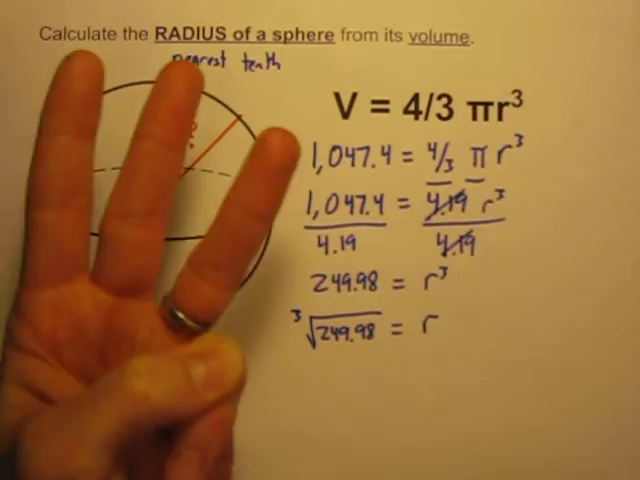 Calculate the RADIUS of a sphere from its volume.
nearest tenth
?
V = 4/3 πr³
1,047.4 = 4/3 π r³
1,047.4 = 4.19 r³
4.19 4.19
249.98 = r³
³√249.98 = r